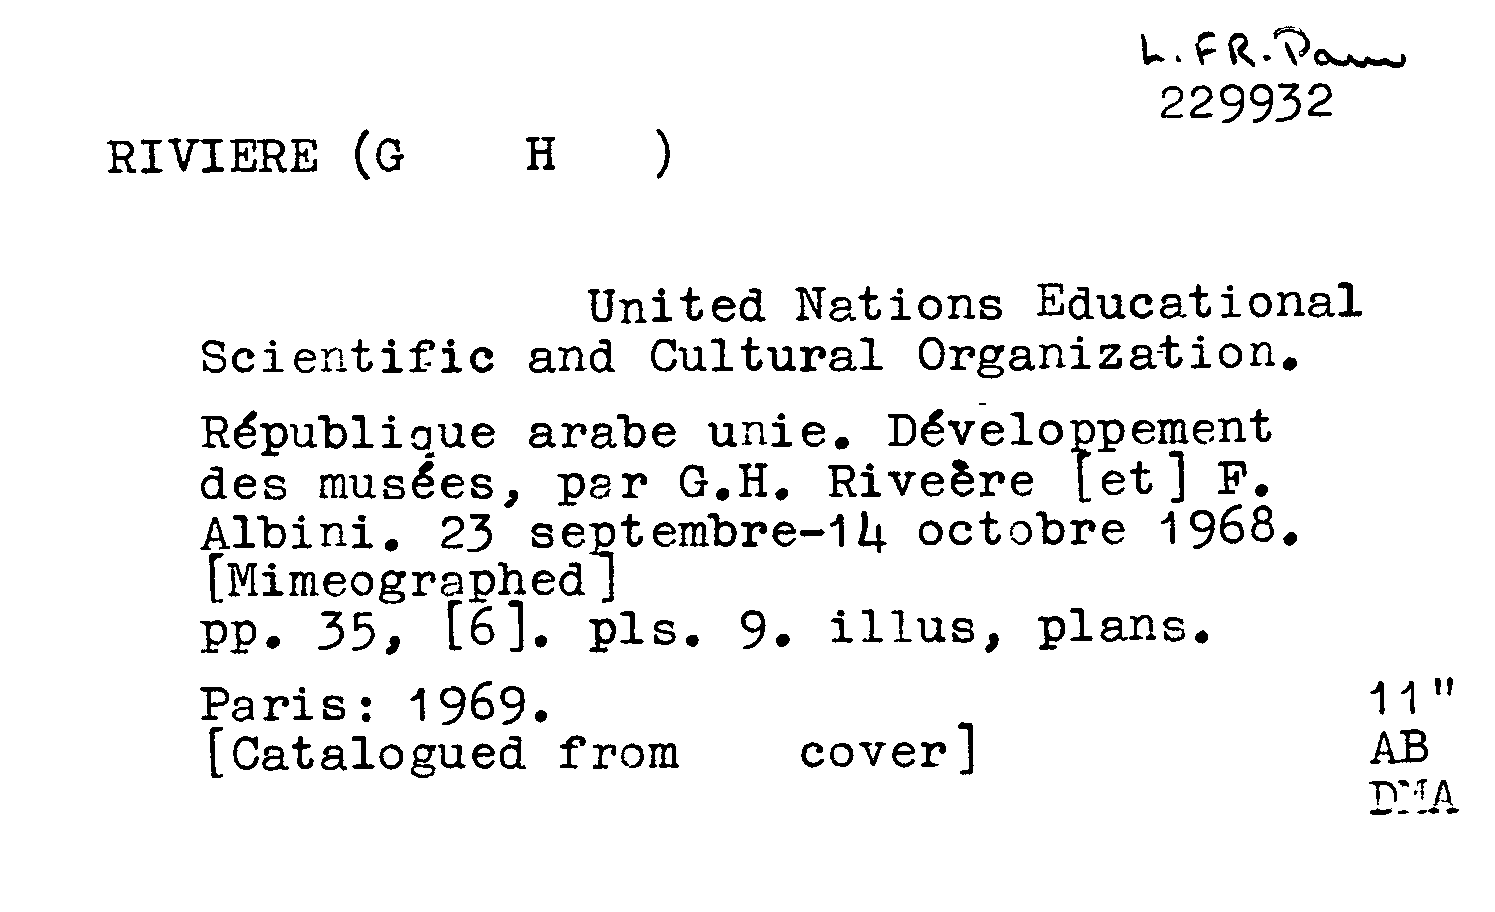 L. FR. Pam
229932
RIVIERE (G H )
United Nations Educational
Scientific and Cultural Organization.
République arabe unie. Développement
des musées, par G.H. Riveère [et] F.
Albini. 23 septembre-14 octobre 1968.
[Mimeographed]
pp. 35, [6]. pls. 9. illus, plans.
Paris: 1969.
[Catalogued from cover]
11"
AB
DMA